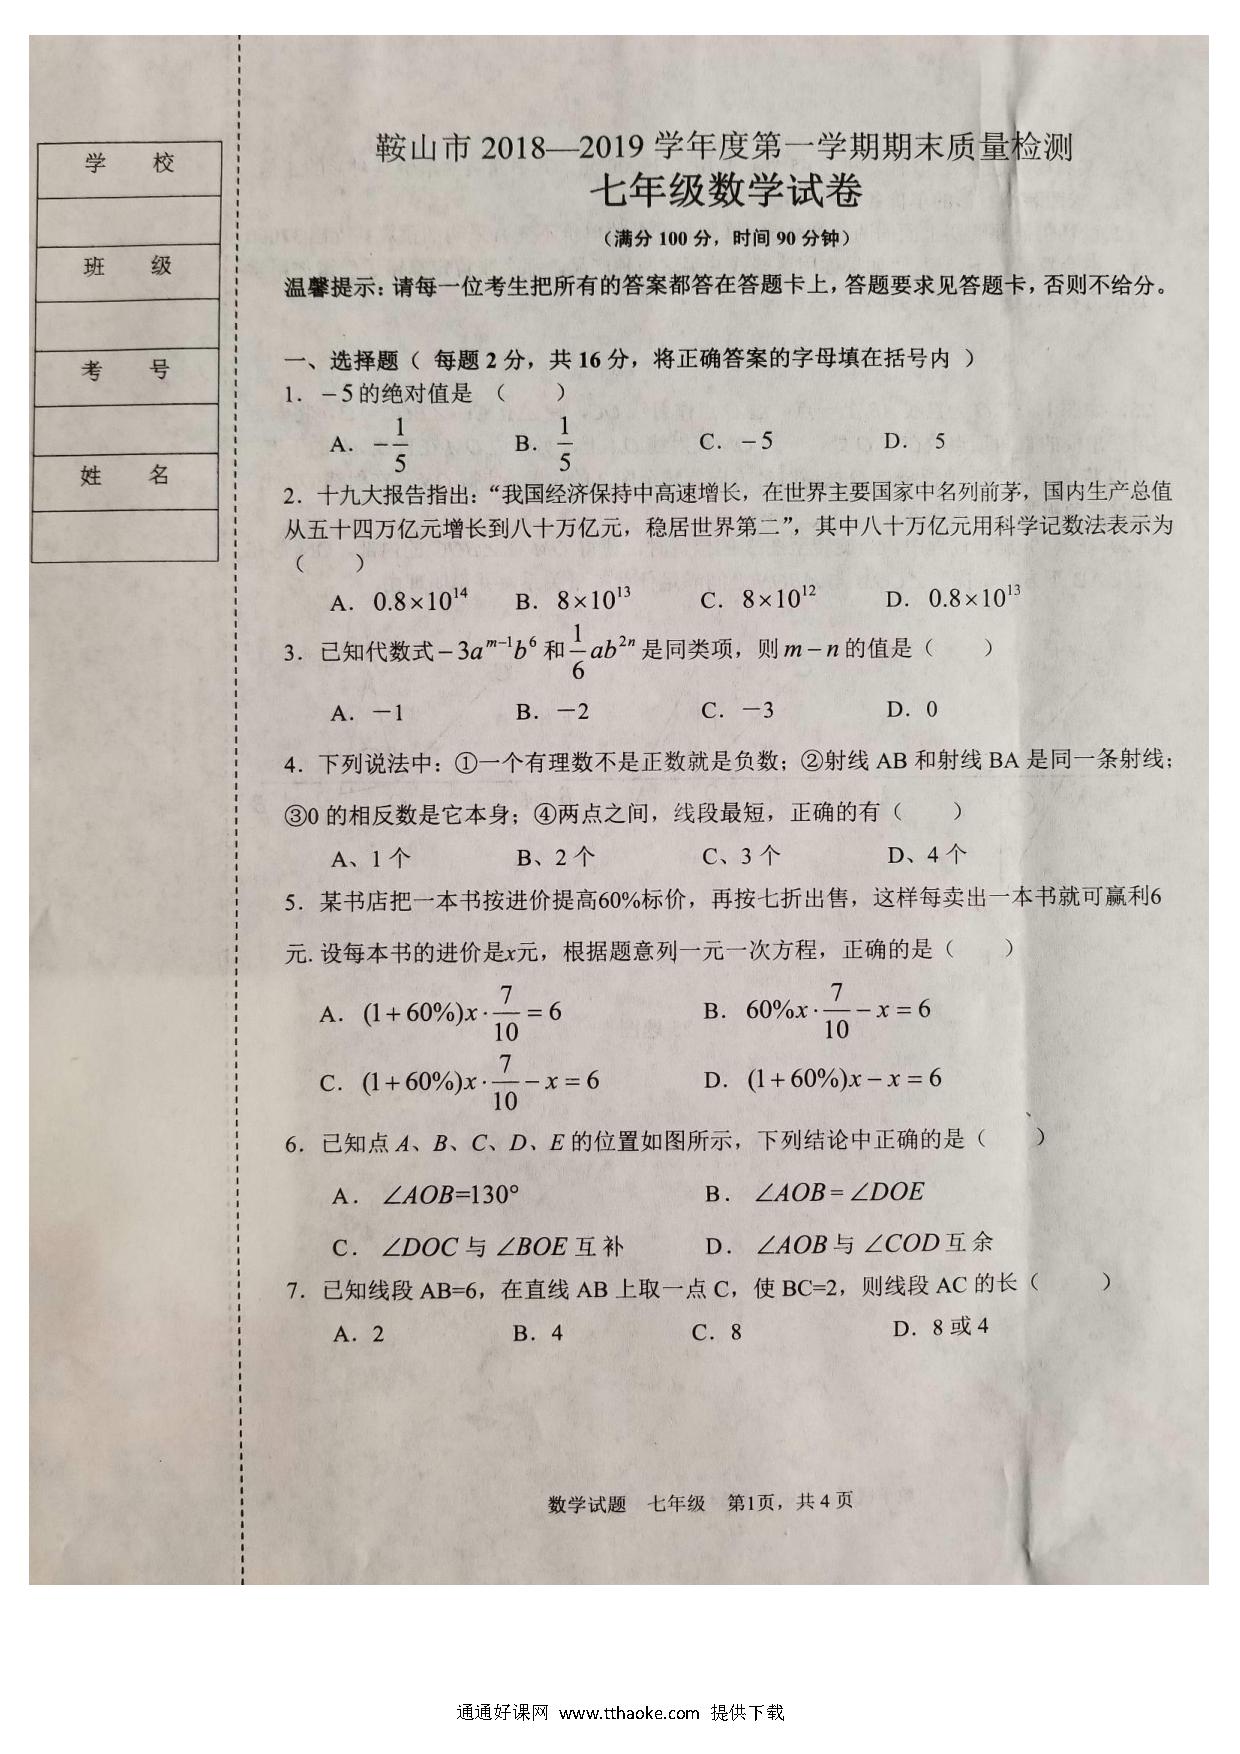 学 校
班 级
考 号
姓 名
鞍山市 2018—2019 学年度第一学期期末质量检测
七年级数学试卷
（满分 100 分，时间 90 分钟）
温馨提示：请每一位考生把所有的答案都答在答题卡上，答题要求见答题卡，否则不给分。
一、选择题（ 每题 2 分，共 16 分，将正确答案的字母填在括号内 ）
1．－5 的绝对值是 （ ）
A．－1/5 B．1/5 C．－5 D． 5
2．十九大报告指出：“我国经济保持中高速增长，在世界主要国家中名列前茅，国内生产总值
从五十四万亿元增长到八十万亿元，稳居世界第二”，其中八十万亿元用科学记数法表示为
（ ）
A．0.8×10¹⁴ B．8×10¹³ C．8×10¹² D．0.8×10¹³
3．已知代数式－3aᵐ⁻¹b⁶ 和 1/6 ab²ⁿ 是同类项，则 m－n 的值是（ ）
A．－1 B．－2 C．－3 D．0
4．下列说法中：①一个有理数不是正数就是负数；②射线 AB 和射线 BA 是同一条射线；
③0 的相反数是它本身；④两点之间，线段最短，正确的有（ ）
A、1 个 B、2 个 C、3 个 D、4 个
5．某书店把一本书按进价提高60%标价，再按七折出售，这样每卖出一本书就可赢利6
元. 设每本书的进价是x元，根据题意列一元一次方程，正确的是（ ）
A．(1+60%)x·7/10=6 B．60%x·7/10－x=6
C．(1+60%)x·7/10－x=6 D．(1+60%)x－x=6
6．已知点 A、B、C、D、E 的位置如图所示，下列结论中正确的是（ ）
A．∠AOB=130° B．∠AOB=∠DOE
C．∠DOC 与 ∠BOE 互补 D．∠AOB 与 ∠COD 互余
7．已知线段 AB=6，在直线 AB 上取一点 C，使 BC=2，则线段 AC 的长（ ）
A．2 B．4 C．8 D．8 或 4
数学试题 七年级 第1页，共 4 页
通通好课网 www.tthaoke.com 提供下载